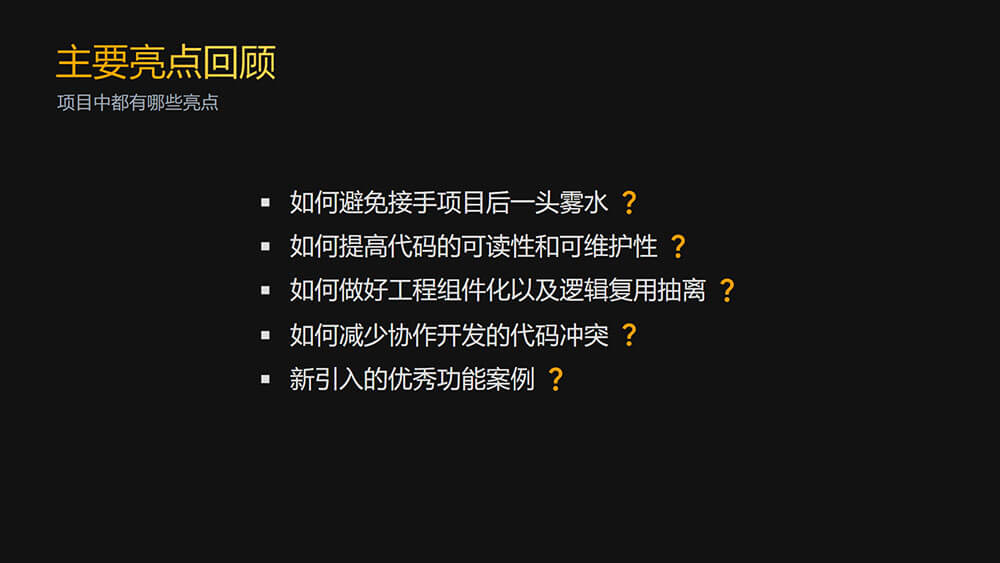 主要亮点回顾
项目中都有哪些亮点
▪ 如何避免接手项目后一头雾水？
▪ 如何提高代码的可读性和可维护性？
▪ 如何做好工程组件化以及逻辑复用抽离？
▪ 如何减少协作开发的代码冲突？
▪ 新引入的优秀功能案例？